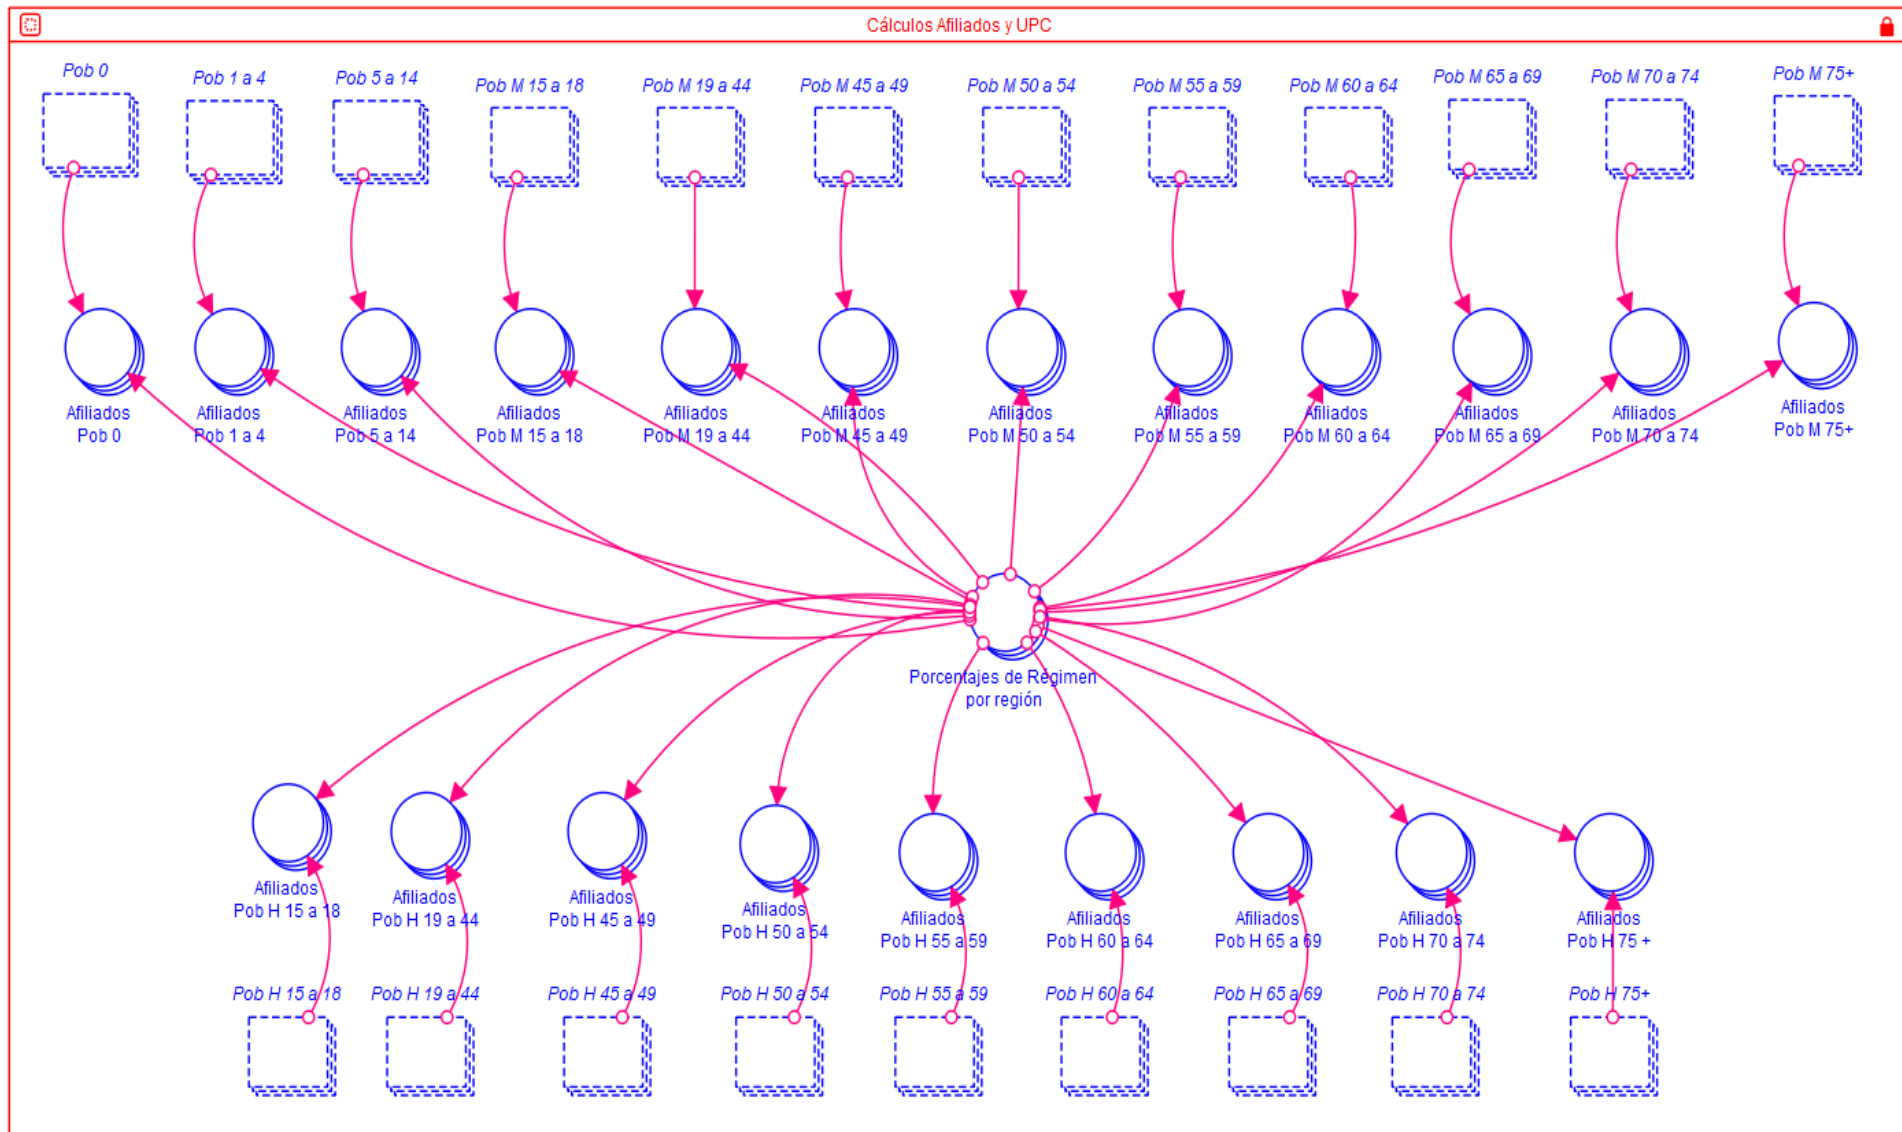 Cálculos Afiliados y UPC
Pob 0
Pob 1 a 4
Pob 5 a 14
Pob M 15 a 18
Pob M 19 a 44
Pob M 45 a 49
Pob M 50 a 54
Pob M 55 a 59
Pob M 60 a 64
Pob M 65 a 69
Pob M 70 a 74
Pob M 75+
Afiliados
Pob 0
Afiliados
Pob 1 a 4
Afiliados
Pob 5 a 14
Afiliados
Pob M 15 a 18
Afiliados
Pob M 19 a 44
Afiliados
Pob M 45 a 49
Afiliados
Pob M 50 a 54
Afiliados
Pob M 55 a 59
Afiliados
Pob M 60 a 64
Afiliados
Pob M 65 a 69
Afiliados
Pob M 70 a 74
Afiliados
Pob M 75+
Porcentajes de Régimen
por región
Afiliados
Pob H 15 a 18
Afiliados
Pob H 19 a 44
Afiliados
Pob H 45 a 49
Afiliados
Pob H 50 a 54
Afiliados
Pob H 55 a 59
Afiliados
Pob H 60 a 64
Afiliados
Pob H 65 a 69
Afiliados
Pob H 70 a 74
Afiliados
Pob H 75 +
Pob H 15 a 18
Pob H 19 a 44
Pob H 45 a 49
Pob H 50 a 54
Pob H 55 a 59
Pob H 60 a 64
Pob H 65 a 69
Pob H 70 a 74
Pob H 75+